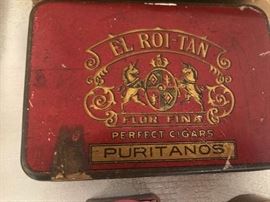 EL ROI-TAN
FLOR FINA
PERFECT CIGARS
PURITANOS